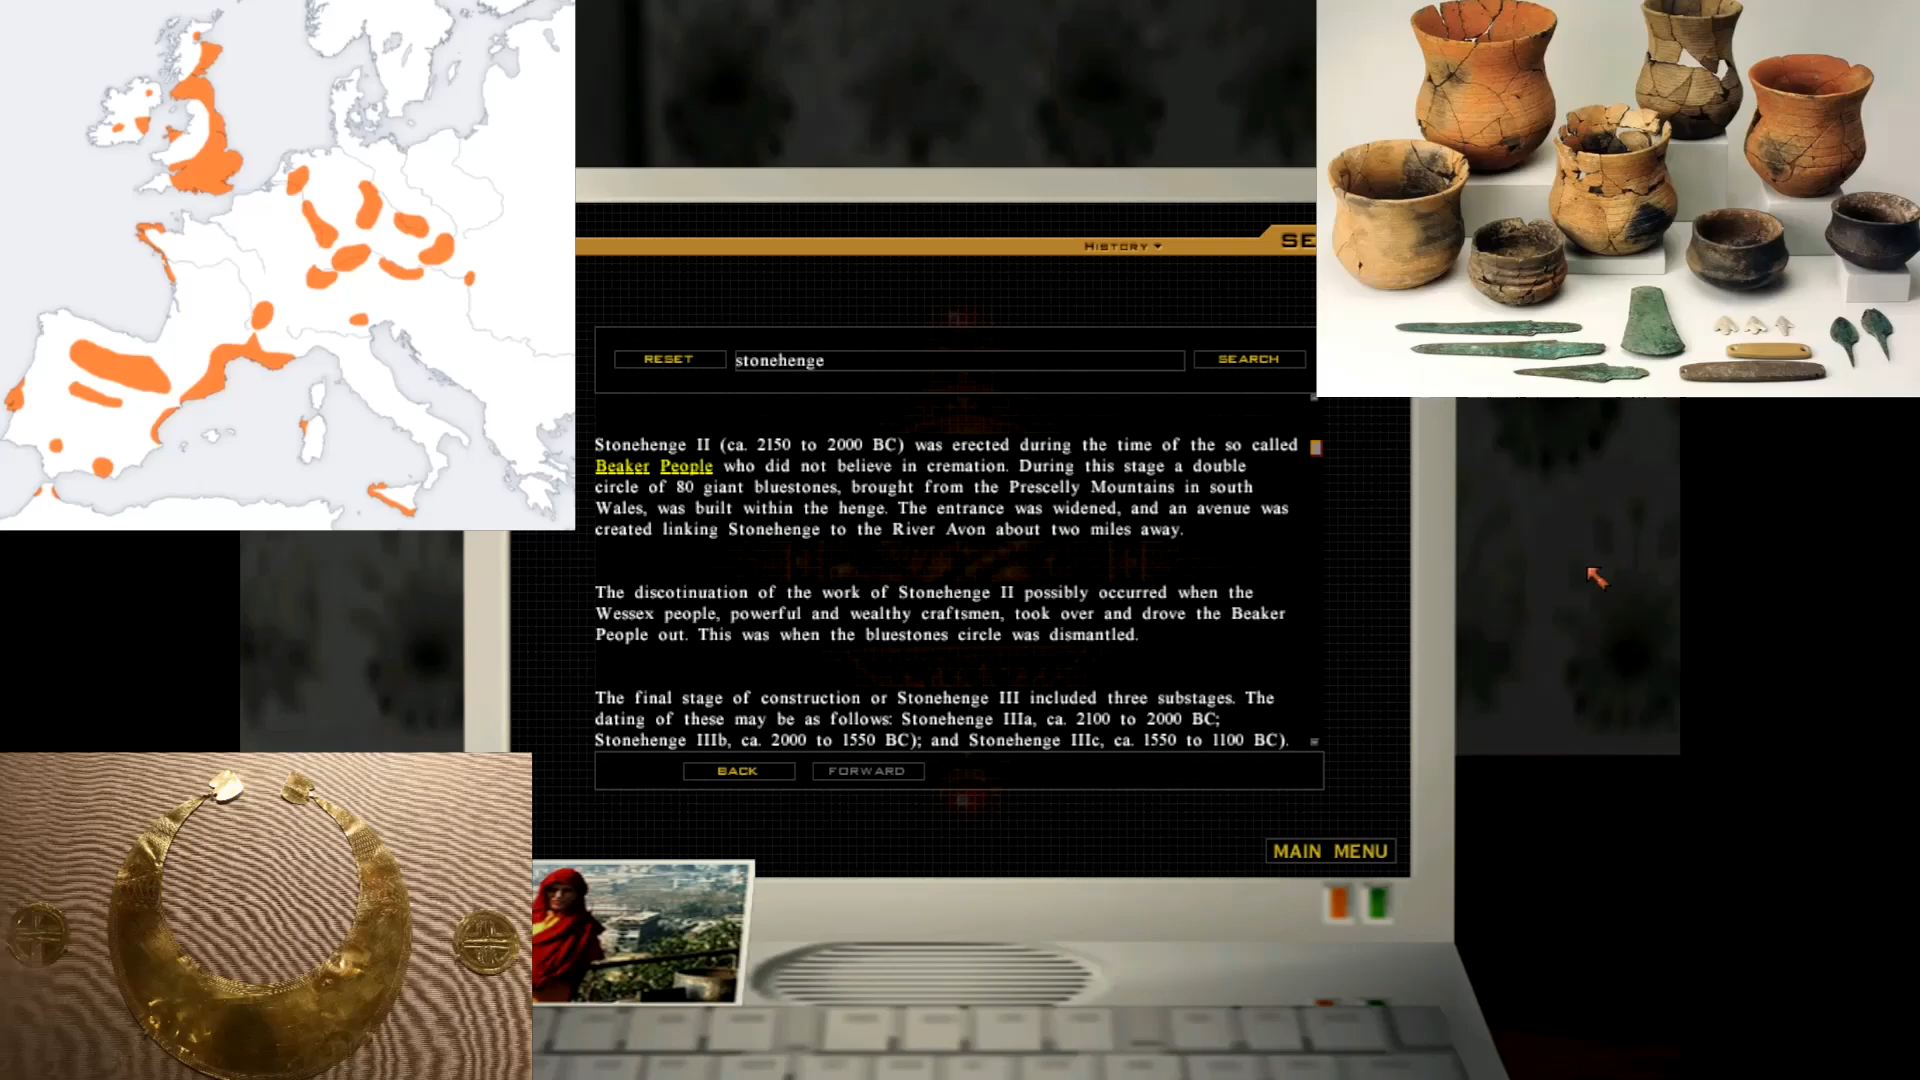 HISTORY
SE
RESET
stonehenge
SEARCH
Stonehenge II (ca. 2150 to 2000 BC) was erected during the time of the so called
Beaker People who did not believe in cremation. During this stage a double
circle of 80 giant bluestones, brought from the Prescelly Mountains in south
Wales, was built within the henge. The entrance was widened, and an avenue was
created linking Stonehenge to the River Avon about two miles away.
The discotinuation of the work of Stonehenge II possibly occurred when the
Wessex people, powerful and wealthy craftsmen, took over and drove the Beaker
People out. This was when the bluestones circle was dismantled.
The final stage of construction or Stonehenge III included three substages. The
dating of these may be as follows: Stonehenge IIIa, ca. 2100 to 2000 BC;
Stonehenge IIIb, ca. 2000 to 1550 BC); and Stonehenge IIIc, ca. 1550 to 1100 BC).
BACK
FORWARD
MAIN MENU